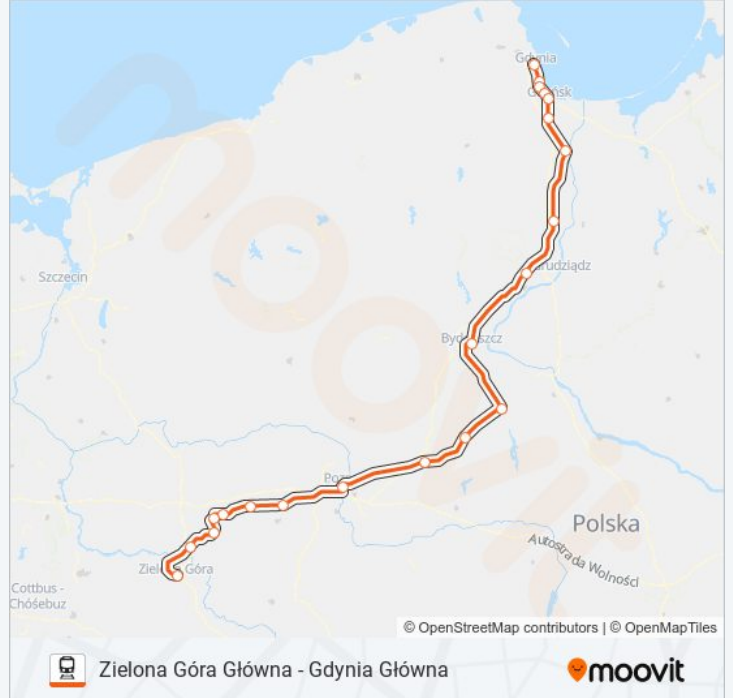 Gdynia
Gdańsk
Szczecin
Grudziądz
Bydgoszcz
Polska
Autostrada Wolności
Zielona Góra
Cottbus -
Chóśebuz
© OpenStreetMap contributors | © OpenMapTiles
Zielona Góra Główna - Gdynia Główna
moovit
moovit